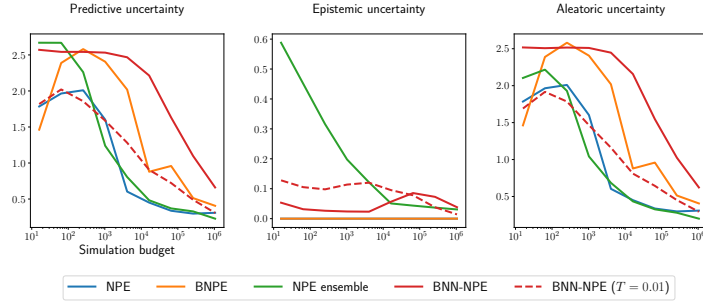 Predictive uncertainty
Epistemic uncertainty
Aleatoric uncertainty
2.5
2.0
1.5
1.0
0.5
10¹ 10² 10³ 10⁴ 10⁵ 10⁶
Simulation budget
0.6
0.5
0.4
0.3
0.2
0.1
0.0
10¹ 10² 10³ 10⁴ 10⁵ 10⁶
2.5
2.0
1.5
1.0
0.5
10¹ 10² 10³ 10⁴ 10⁵ 10⁶
NPE BNPE NPE ensemble BNN-NPE BNN-NPE (T = 0.01)